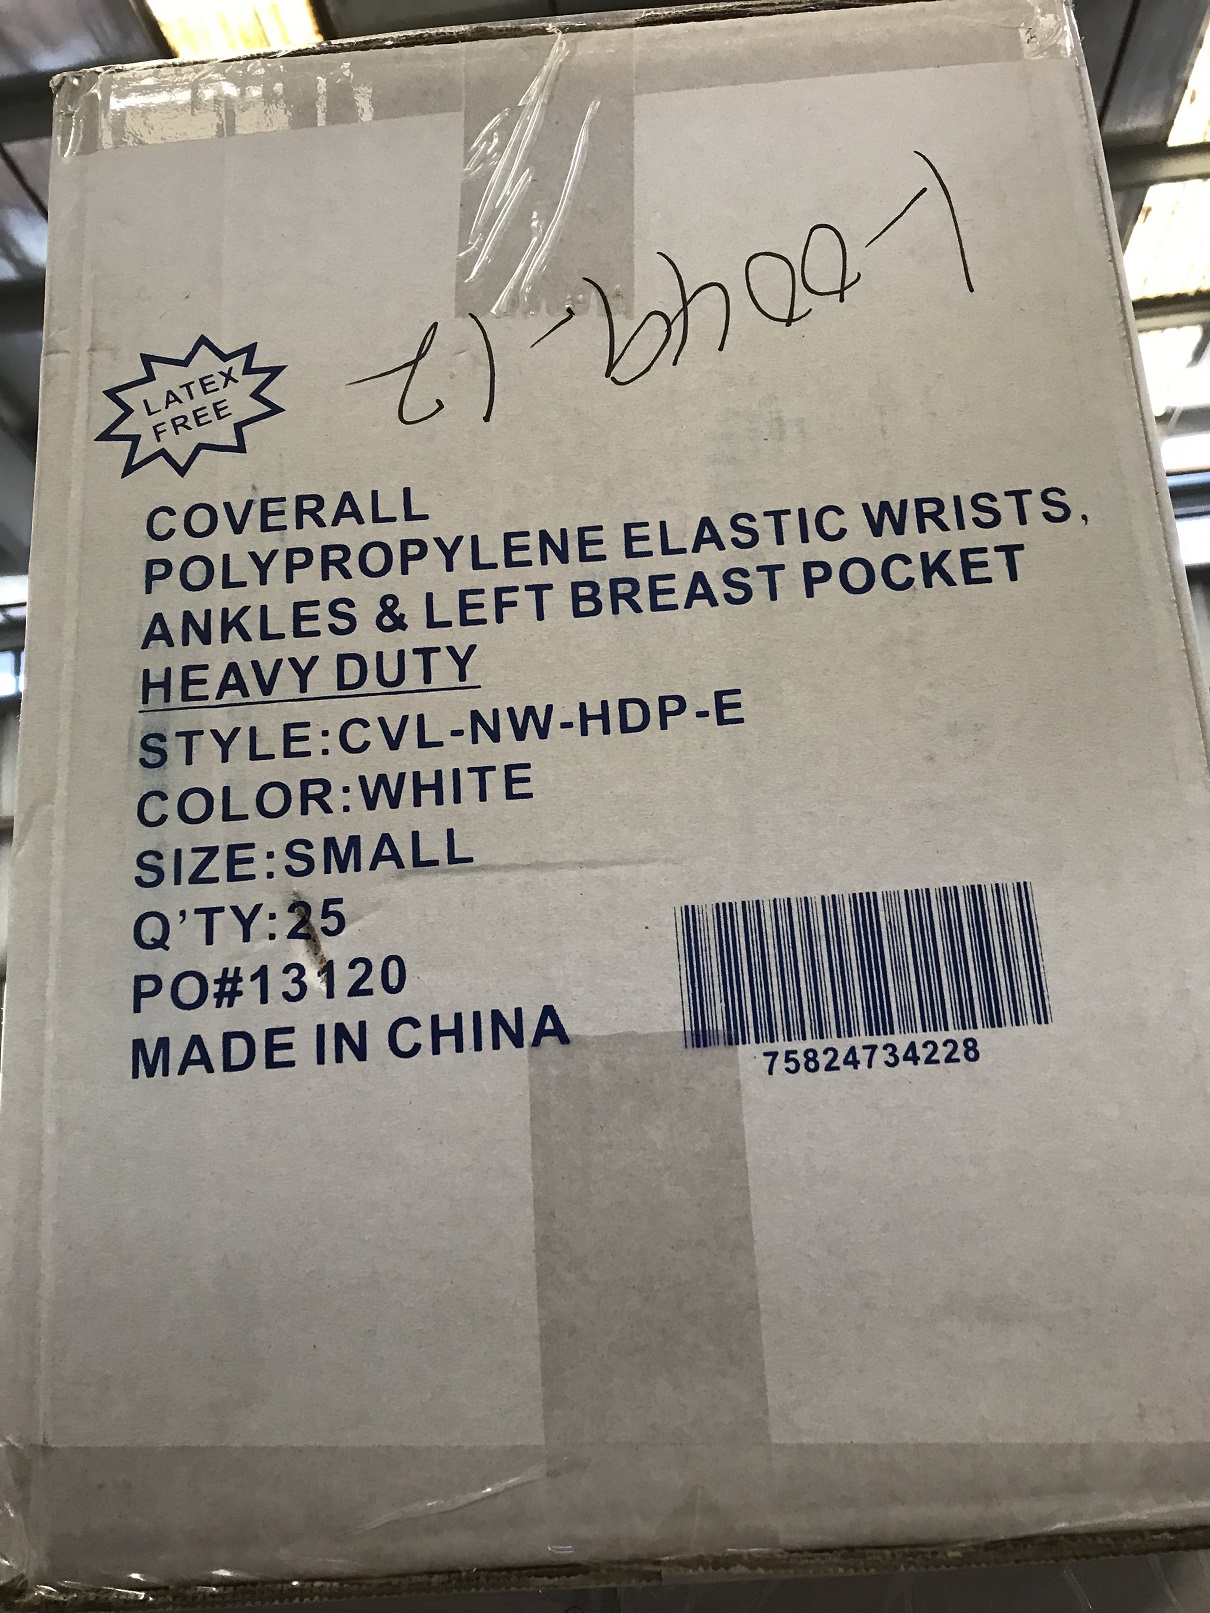 LATEX
FREE
COVERALL
POLYPROPYLENE ELASTIC WRISTS,
ANKLES & LEFT BREAST POCKET
HEAVY DUTY
STYLE:CVL-NW-HDP-E
COLOR:WHITE
SIZE:SMALL
Q'TY:25
PO#13120
MADE IN CHINA
75824734228